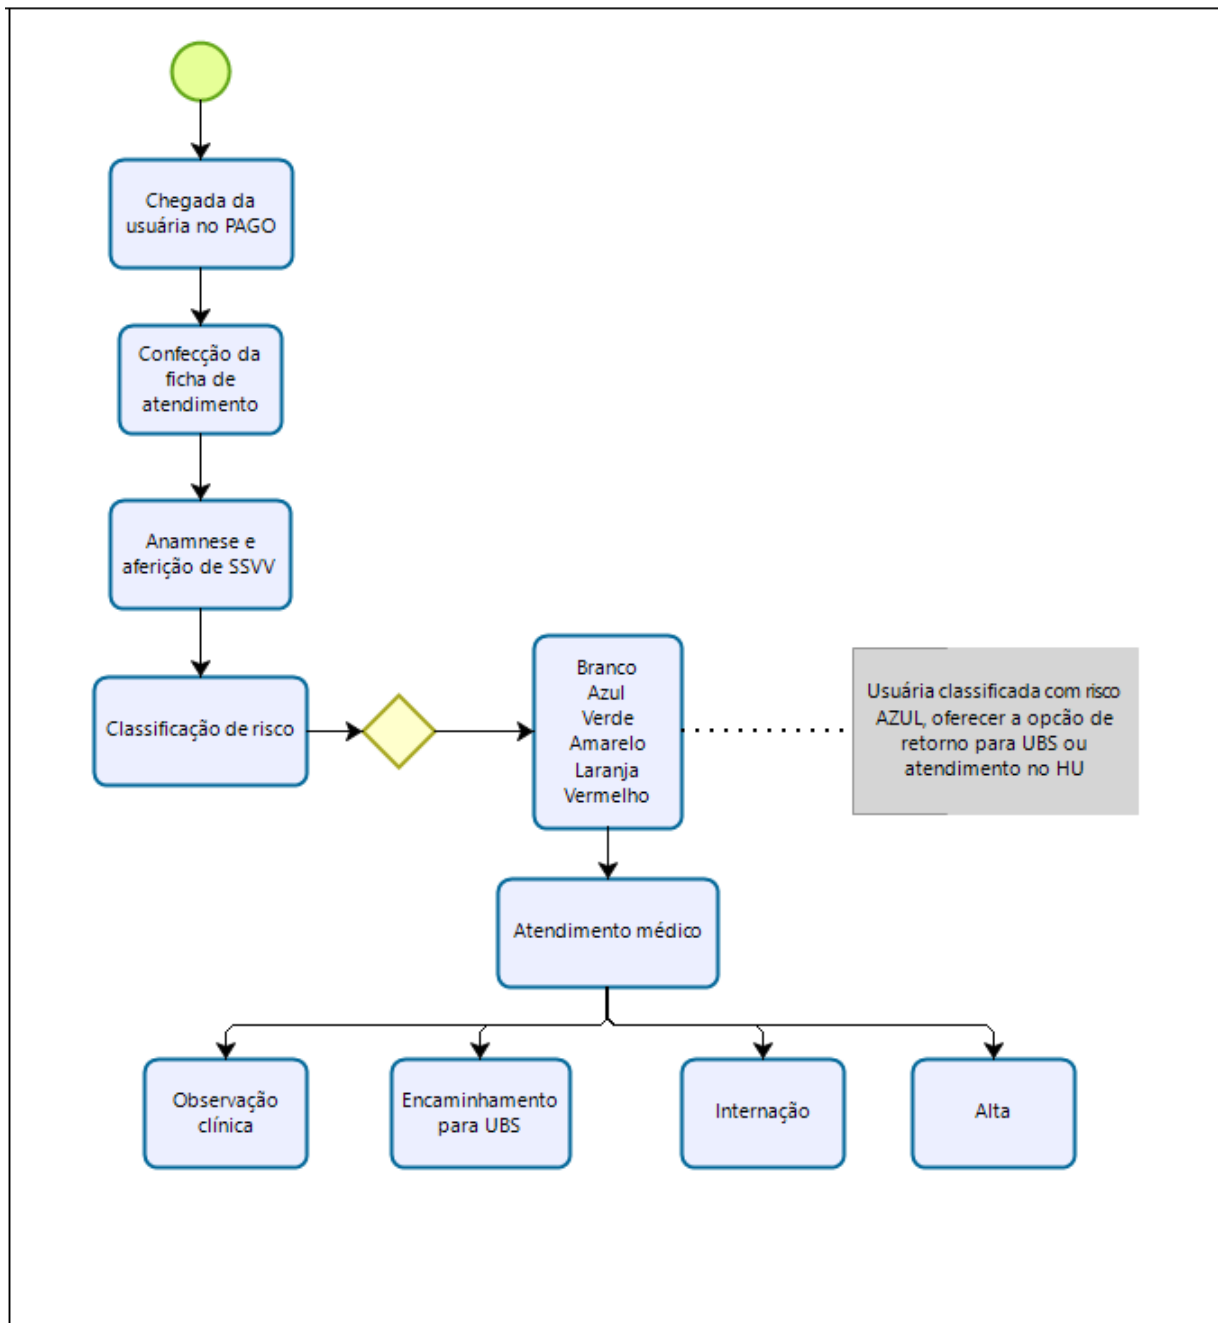 Chegada da
usuária no PAGO
Confecção da
ficha de
atendimento
Anamnese e
aferição de SSVV
Classificação de risco
Branco
Azul
Verde
Amarelo
Laranja
Vermelho
Usuária classificada com risco
AZUL, oferecer a opcão de
retorno para UBS ou
atendimento no HU
Atendimento médico
Observação
clínica
Encaminhamento
para UBS
Internação
Alta